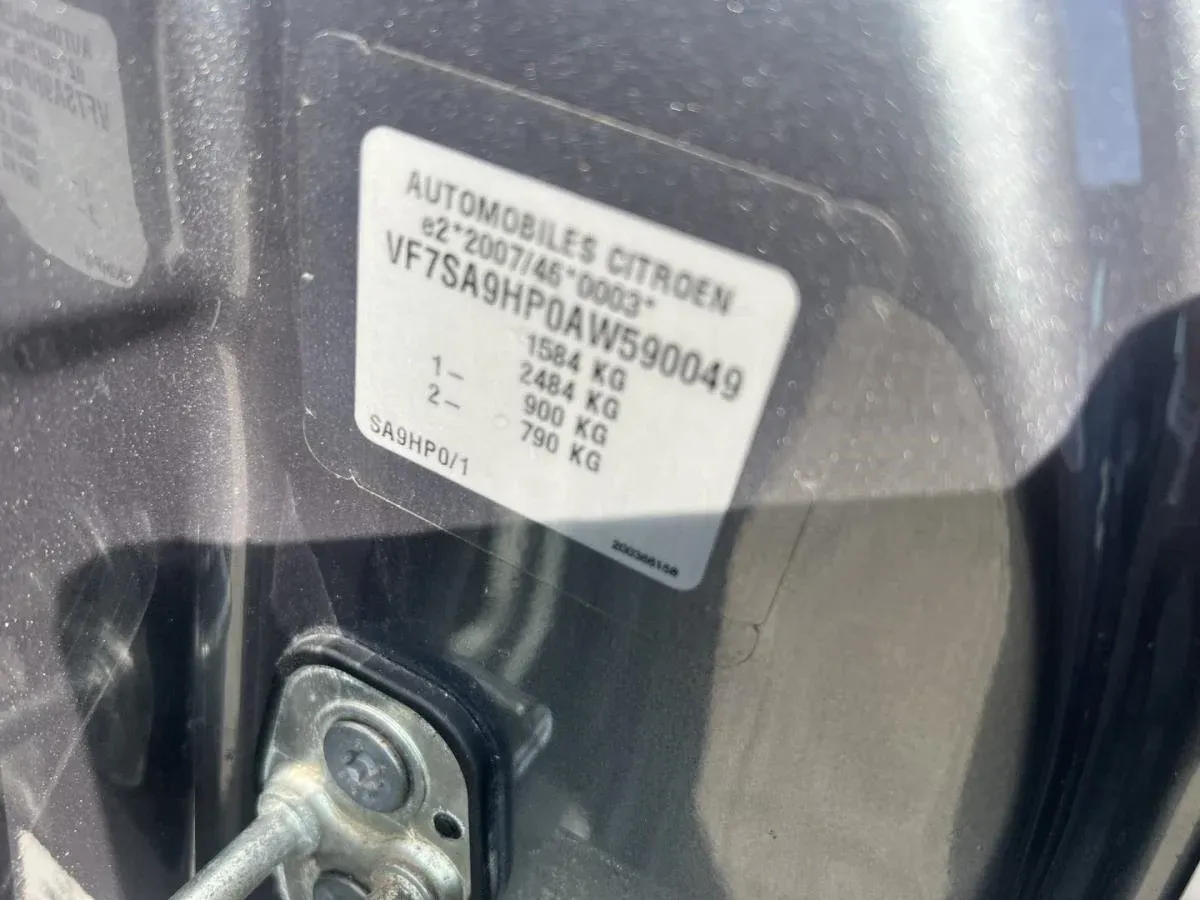 AUTOMOBILES CITROEN
e2*2007/46*0003*
VF7SA9HP0AW590049
1584 KG
2484 KG
1– 900 KG
2– 790 KG
SA9HP0/1